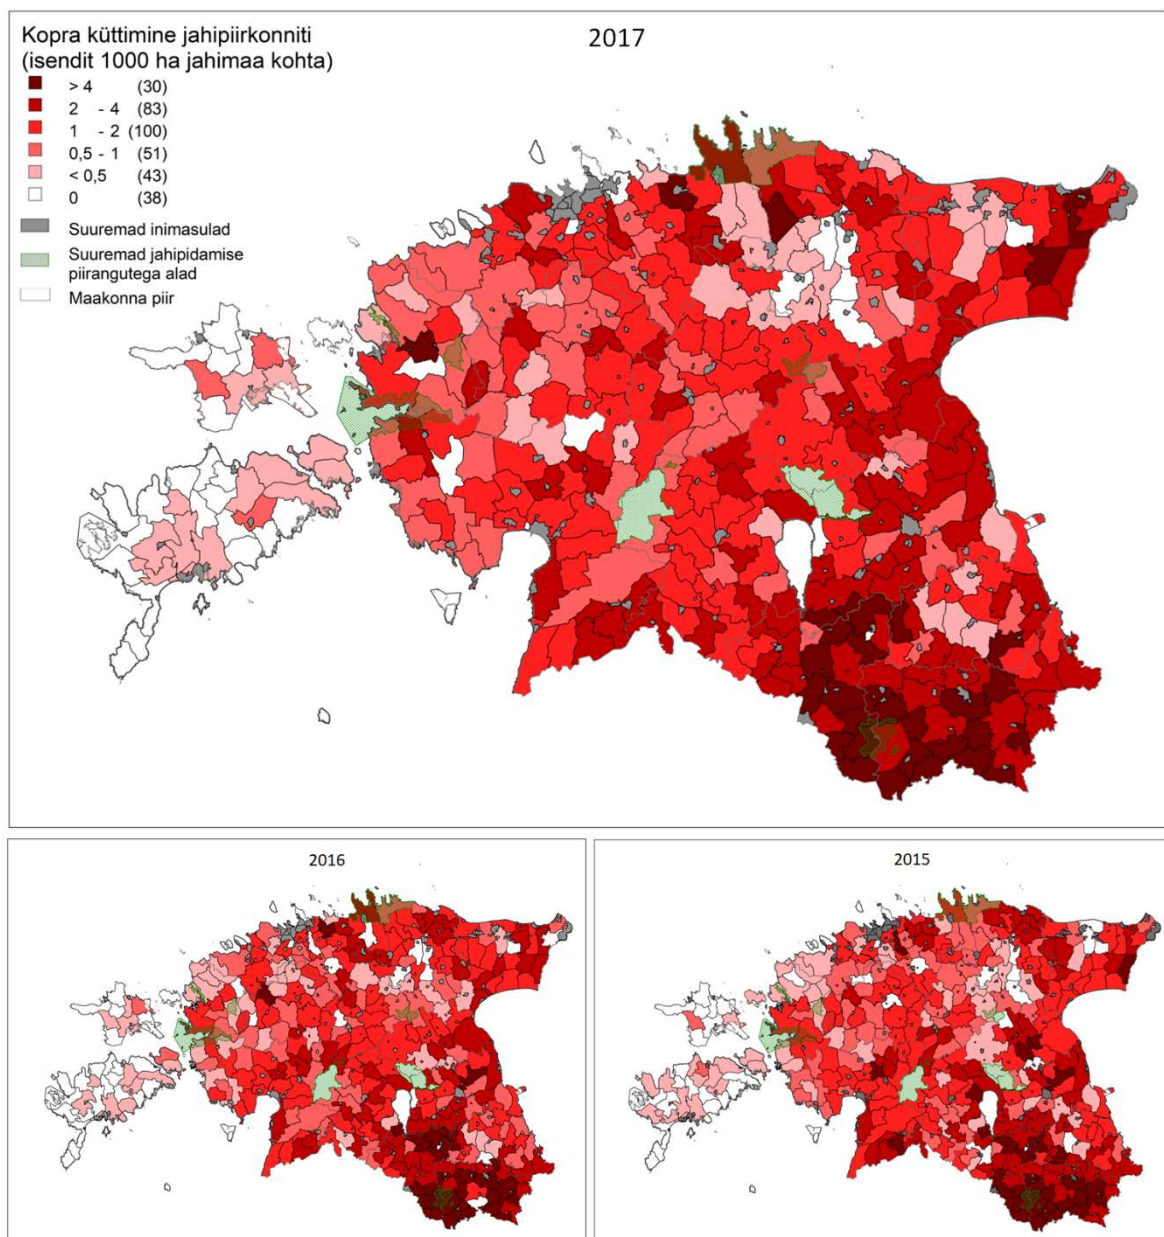 Kopra küttimine jahipiirkonniti
(isendit 1000 ha jahimaa kohta)
2017
> 4 (30)
2 - 4 (83)
1 - 2 (100)
0,5 - 1 (51)
< 0,5 (43)
0 (38)
Suuremad inimasulad
Suuremad jahipidamise
piirangutega alad
Maakonna piir
2016
2015